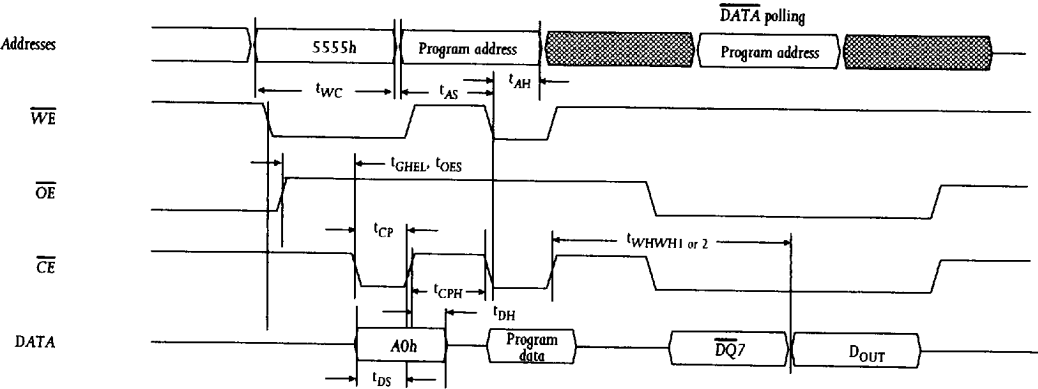 DATA polling
Addresses
5555h
Program address
Program address
tAH
tWC
tAS
WE
tGHEL, tOES
OE
tCP
tWHWH1 or 2
CE
tCPH
tDH
DATA
A0h
Program
data
DQ7
DOUT
tDS